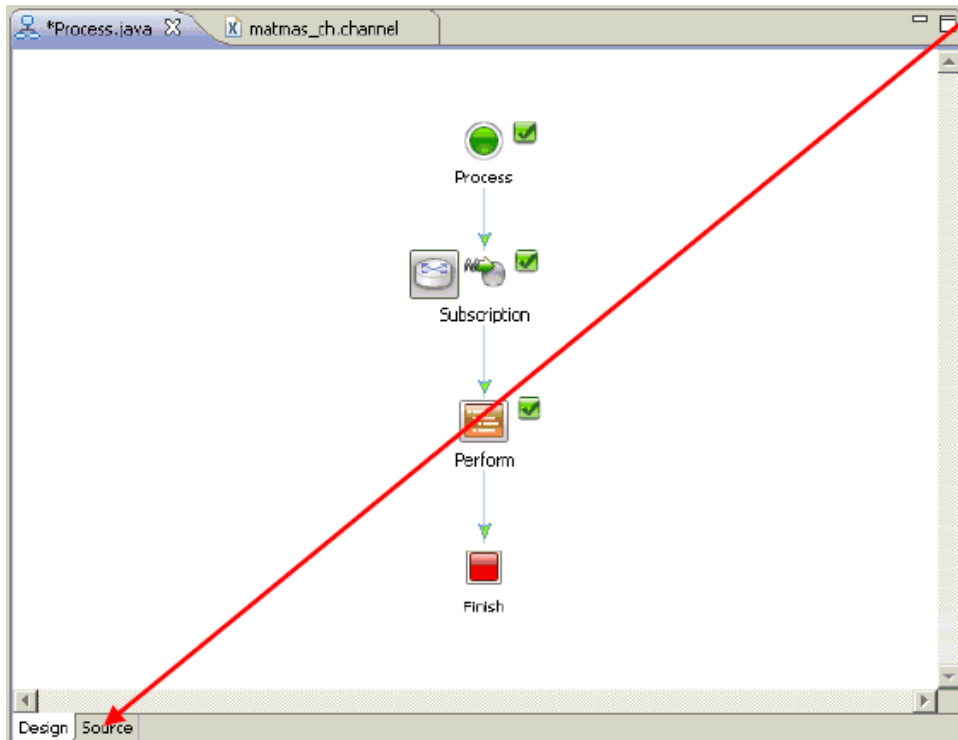 *Process.java
matmas_ch.channel
Process
Subscription
Perform
Finish
Design Source